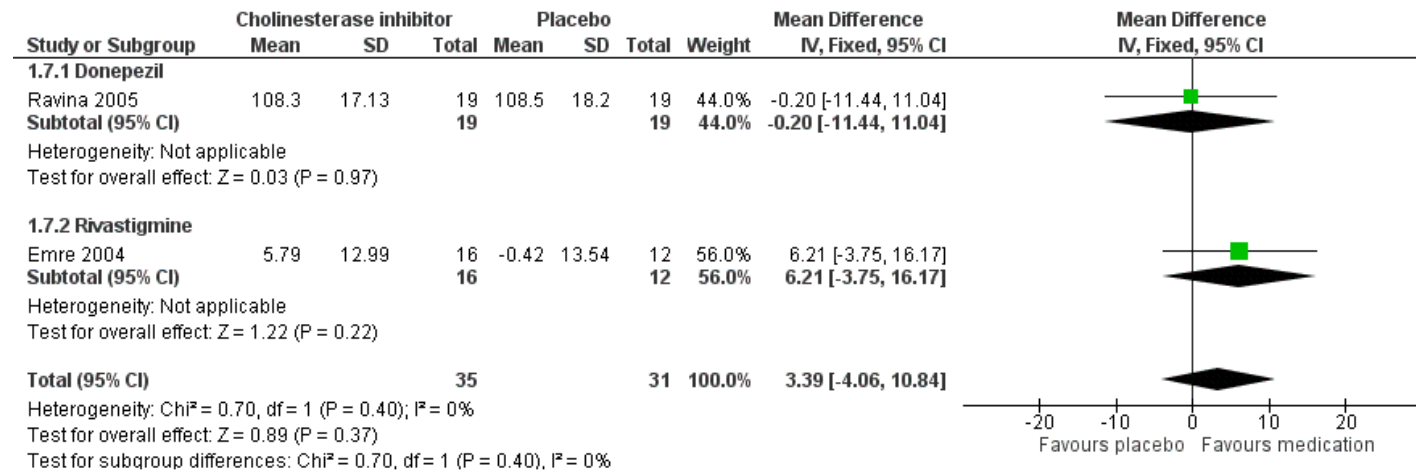 Cholinesterase inhibitor Placebo Mean Difference Mean Difference
Study or Subgroup Mean SD Total Mean SD Total Weight IV, Fixed, 95% CI IV, Fixed, 95% CI
1.7.1 Donepezil
Ravina 2005 108.3 17.13 19 108.5 18.2 19 44.0% -0.20 [-11.44, 11.04]
Subtotal (95% CI) 19 19 44.0% -0.20 [-11.44, 11.04]
Heterogeneity: Not applicable
Test for overall effect: Z = 0.03 (P = 0.97)
1.7.2 Rivastigmine
Emre 2004 5.79 12.99 16 -0.42 13.54 12 56.0% 6.21 [-3.75, 16.17]
Subtotal (95% CI) 16 12 56.0% 6.21 [-3.75, 16.17]
Heterogeneity: Not applicable
Test for overall effect: Z = 1.22 (P = 0.22)
Total (95% CI) 35 31 100.0% 3.39 [-4.06, 10.84]
Heterogeneity: Chi² = 0.70, df = 1 (P = 0.40); I² = 0%
Test for overall effect: Z = 0.89 (P = 0.37)
Test for subgroup differences: Chi² = 0.70, df = 1 (P = 0.40), I² = 0%
-20 -10 0 10 20
Favours placebo Favours medication